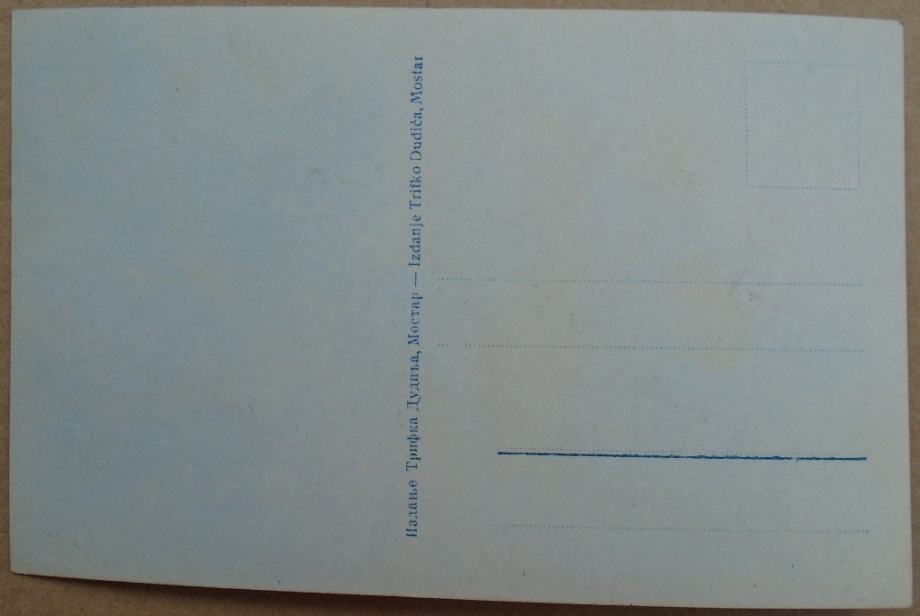 Издање Трифка Дудића, Мостар — Izdanje Trifko Dudića, Mostar